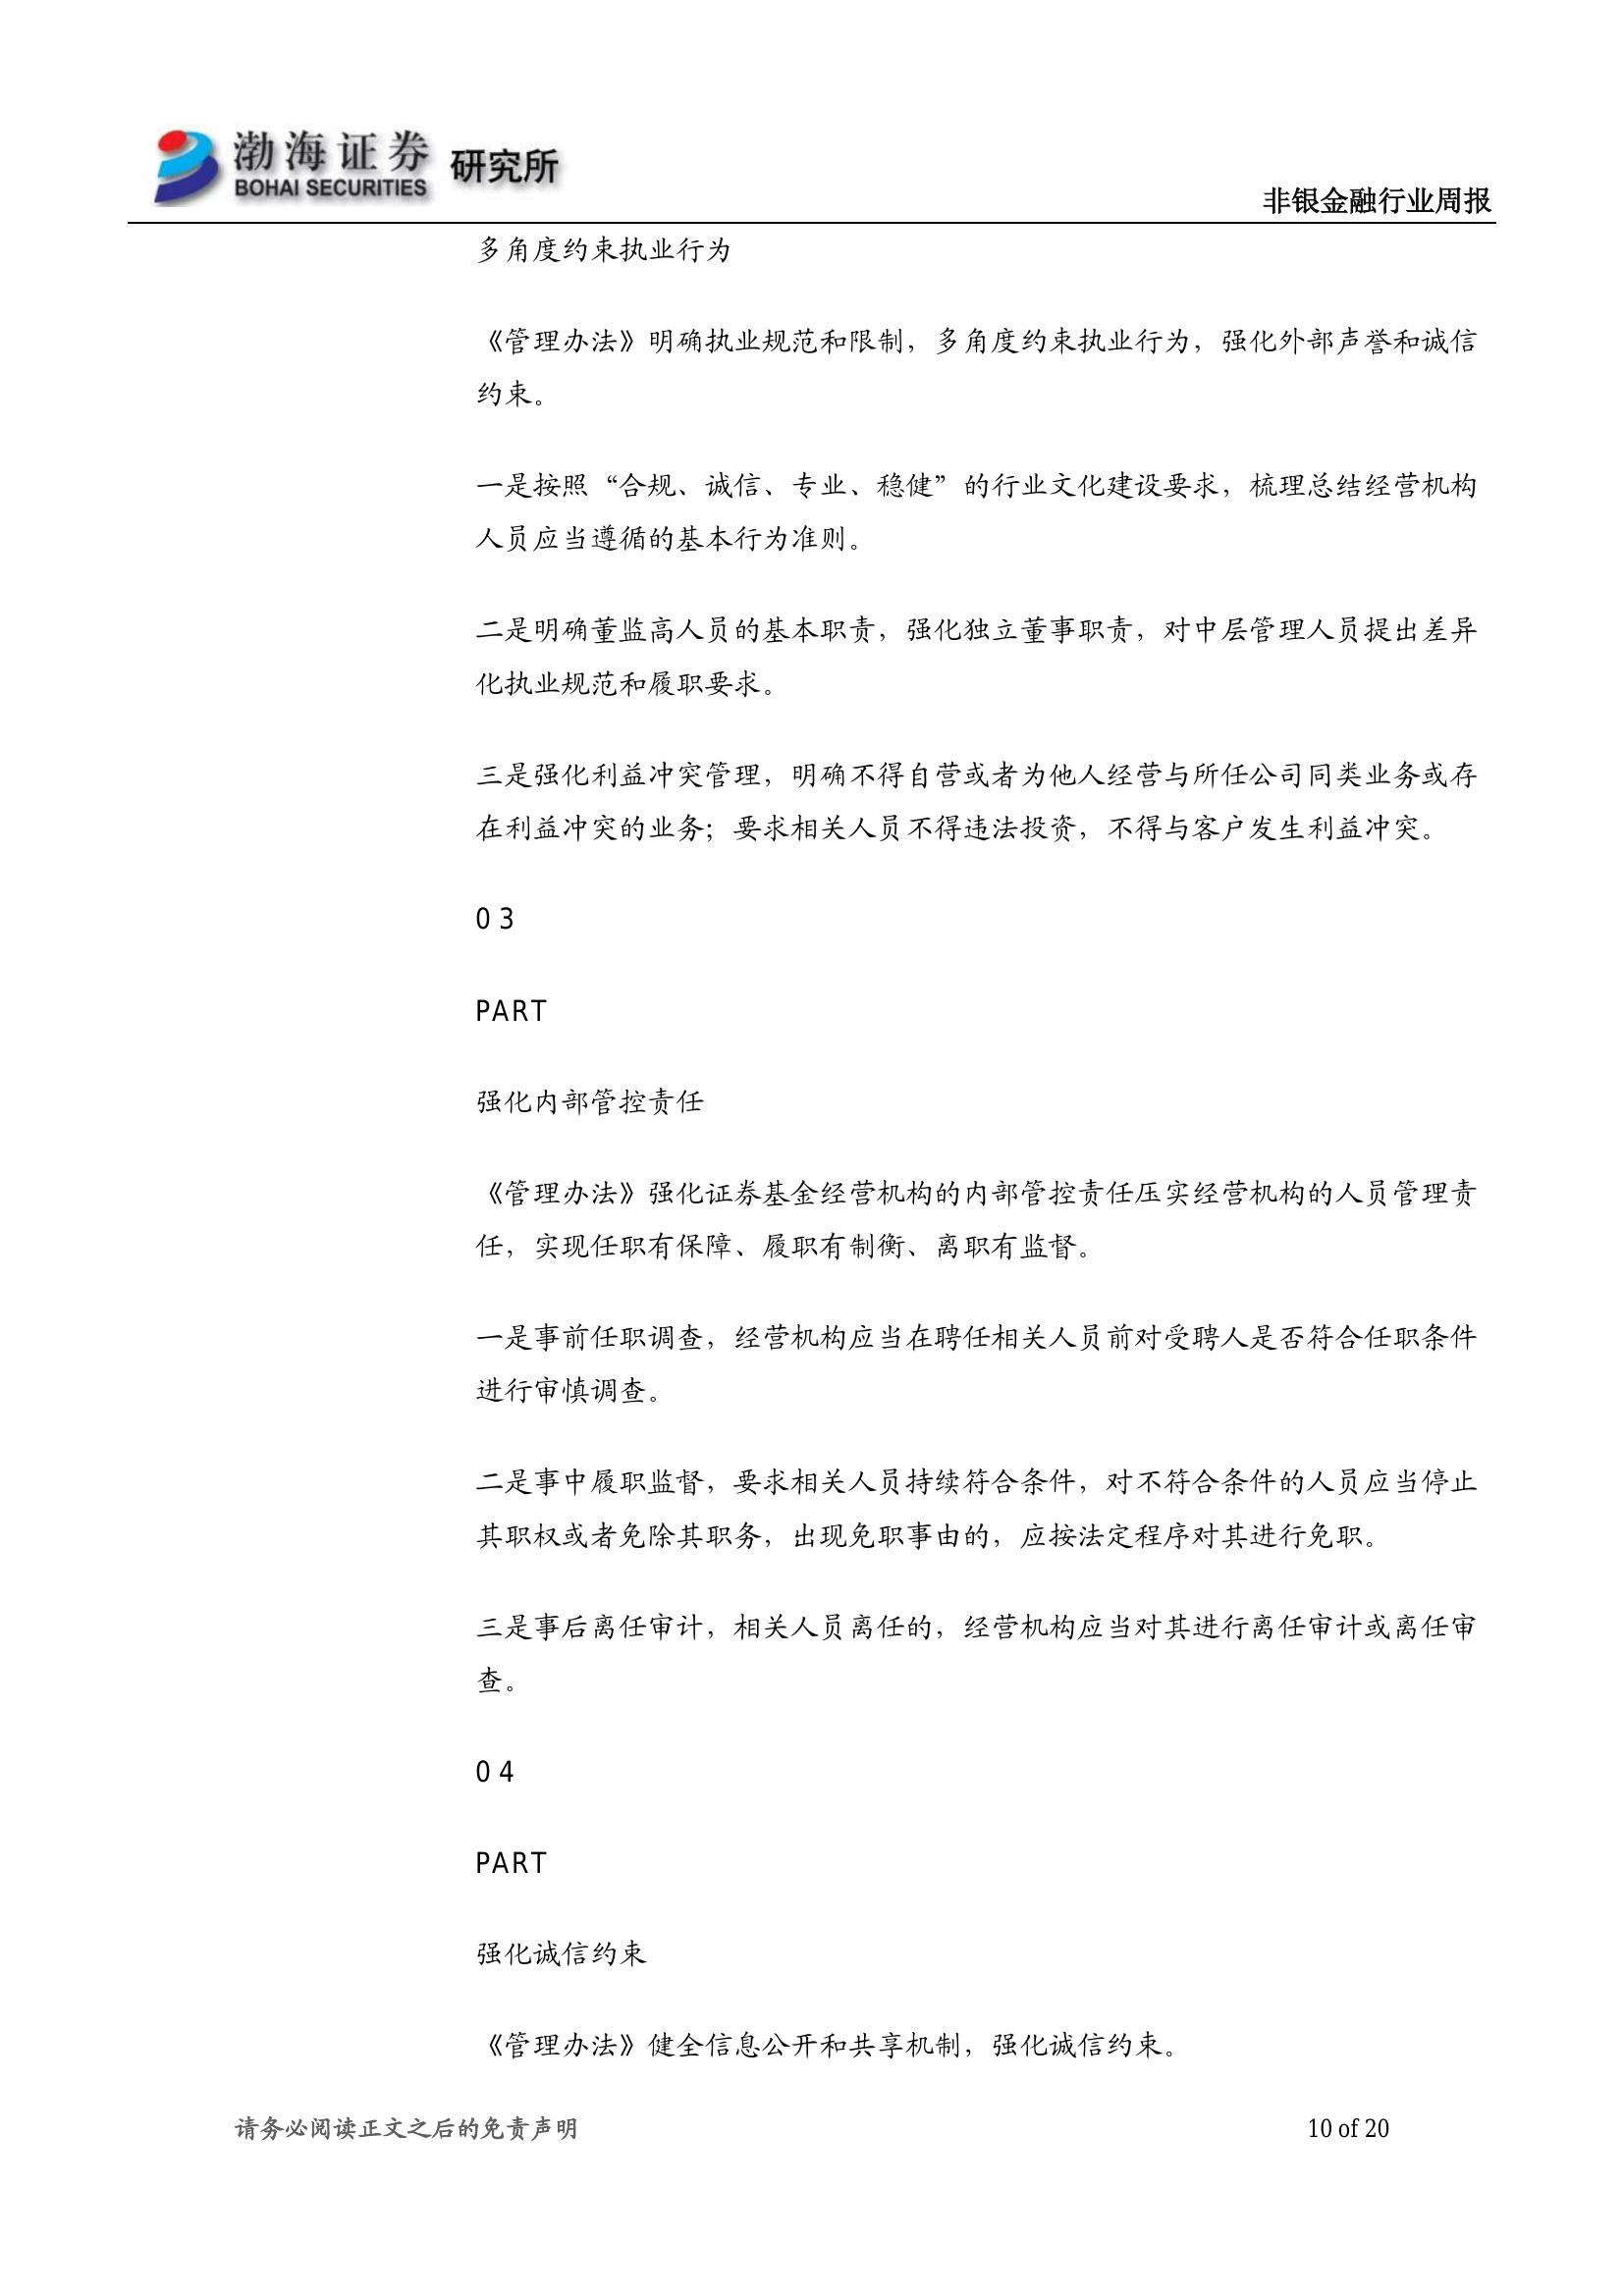 渤海证券 研究所
BOHAI SECURITIES
非银金融行业周报
多角度约束执业行为
《管理办法》明确执业规范和限制，多角度约束执业行为，强化外部声誉和诚信
约束。
一是按照“合规、诚信、专业、稳健”的行业文化建设要求，梳理总结经营机构
人员应当遵循的基本行为准则。
二是明确董监高人员的基本职责，强化独立董事职责，对中层管理人员提出差异
化执业规范和履职要求。
三是强化利益冲突管理，明确不得自营或者为他人经营与所任公司同类业务或存
在利益冲突的业务；要求相关人员不得违法投资，不得与客户发生利益冲突。
03
PART
强化内部管控责任
《管理办法》强化证券基金经营机构的内部管控责任压实经营机构的人员管理责
任，实现任职有保障、履职有制衡、离职有监督。
一是事前任职调查，经营机构应当在聘任相关人员前对受聘人是否符合任职条件
进行审慎调查。
二是事中履职监督，要求相关人员持续符合条件，对不符合条件的人员应当停止
其职权或者免除其职务，出现免职事由的，应按法定程序对其进行免职。
三是事后离任审计，相关人员离任的，经营机构应当对其进行离任审计或离任审
查。
04
PART
强化诚信约束
《管理办法》健全信息公开和共享机制，强化诚信约束。
请务必阅读正文之后的免责声明
10 of 20